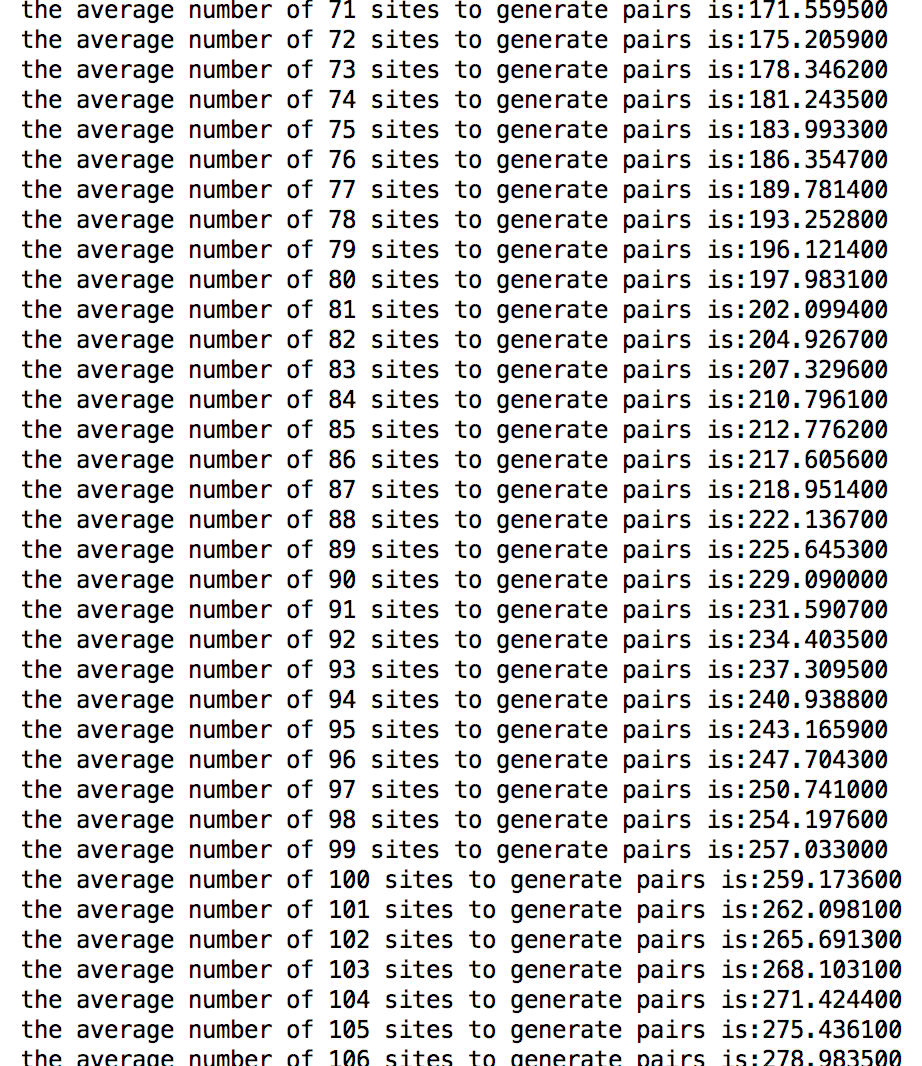 the average number of 71 sites to generate pairs is:171.559500
the average number of 72 sites to generate pairs is:175.205900
the average number of 73 sites to generate pairs is:178.346200
the average number of 74 sites to generate pairs is:181.243500
the average number of 75 sites to generate pairs is:183.993300
the average number of 76 sites to generate pairs is:186.354700
the average number of 77 sites to generate pairs is:189.781400
the average number of 78 sites to generate pairs is:193.252800
the average number of 79 sites to generate pairs is:196.121400
the average number of 80 sites to generate pairs is:197.983100
the average number of 81 sites to generate pairs is:202.099400
the average number of 82 sites to generate pairs is:204.926700
the average number of 83 sites to generate pairs is:207.329600
the average number of 84 sites to generate pairs is:210.796100
the average number of 85 sites to generate pairs is:212.776200
the average number of 86 sites to generate pairs is:217.605600
the average number of 87 sites to generate pairs is:218.951400
the average number of 88 sites to generate pairs is:222.136700
the average number of 89 sites to generate pairs is:225.645300
the average number of 90 sites to generate pairs is:229.090000
the average number of 91 sites to generate pairs is:231.590700
the average number of 92 sites to generate pairs is:234.403500
the average number of 93 sites to generate pairs is:237.309500
the average number of 94 sites to generate pairs is:240.938800
the average number of 95 sites to generate pairs is:243.165900
the average number of 96 sites to generate pairs is:247.704300
the average number of 97 sites to generate pairs is:250.741000
the average number of 98 sites to generate pairs is:254.197600
the average number of 99 sites to generate pairs is:257.033000
the average number of 100 sites to generate pairs is:259.173600
the average number of 101 sites to generate pairs is:262.098100
the average number of 102 sites to generate pairs is:265.691300
the average number of 103 sites to generate pairs is:268.103100
the average number of 104 sites to generate pairs is:271.424400
the average number of 105 sites to generate pairs is:275.436100
the average number of 106 sites to generate pairs is:278.983500